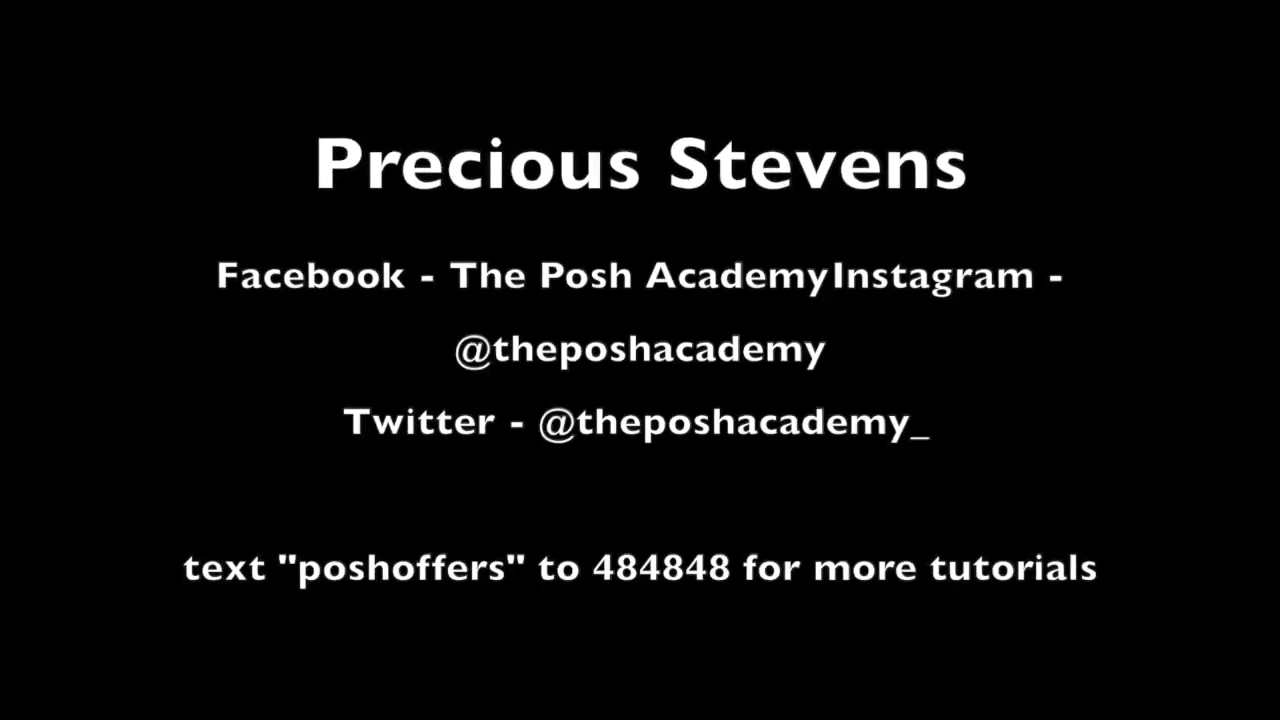 Precious Stevens
Facebook - The Posh AcademyInstagram -
@theposhacademy
Twitter - @theposhacademy_
text "poshoffers" to 484848 for more tutorials